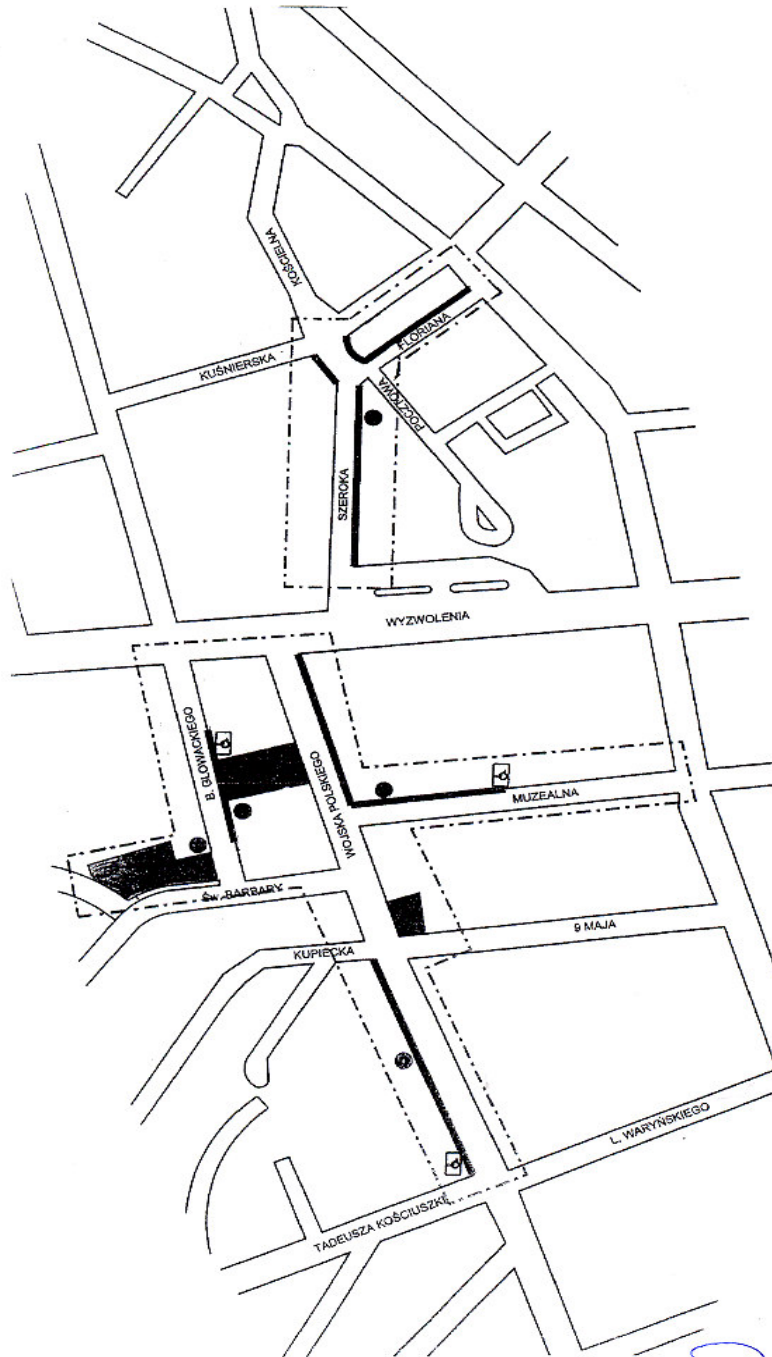 KOŚCIELNA
KUŚNIERSKA
FLORIANA
POCZTOWA
SZEROKA
WYZWOLENIA
B. GŁOWACKIEGO
WOJSKA POLSKIEGO
MUZEALNA
ŚW. BARBARY
9 MAJA
KUPIECKA
L. WARYŃSKIEGO
TADEUSZA KOŚCIUSZKI